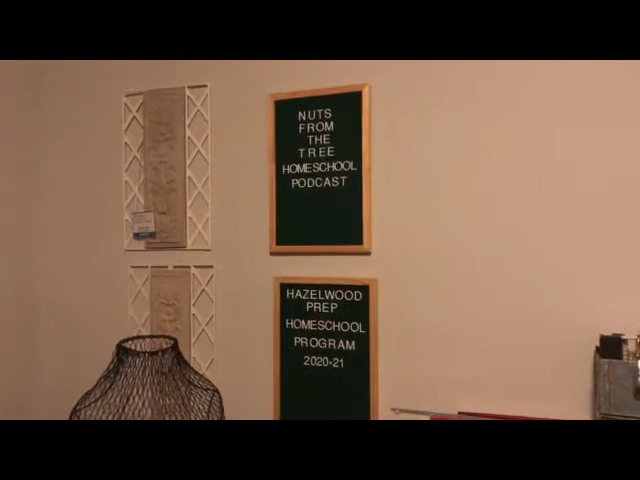 NUTS
FROM
THE
TREE
HOMESCHOOL
PODCAST
HAZELWOOD
PREP
HOMESCHOOL
PROGRAM
2020-21